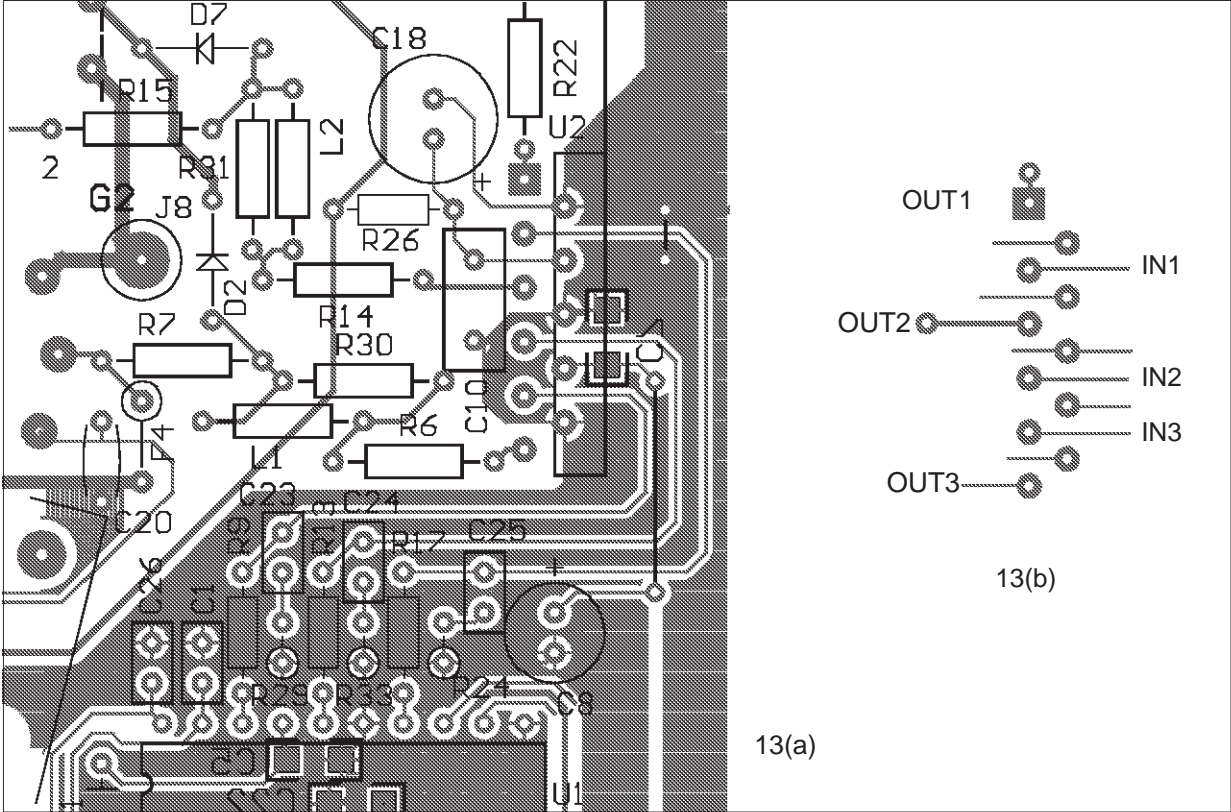 D7
C18
R22
R15
L2
U2
2
R31
G2
J8
+
R26
D2
R14
R7
R30
C10
R6
L1
C20
C23
C24
R9
R13
R17
C25
+
C26
C1
R29
R33
R24
C8
U1
OUT1
IN1
OUT2
IN2
IN3
OUT3
13(b)
13(a)